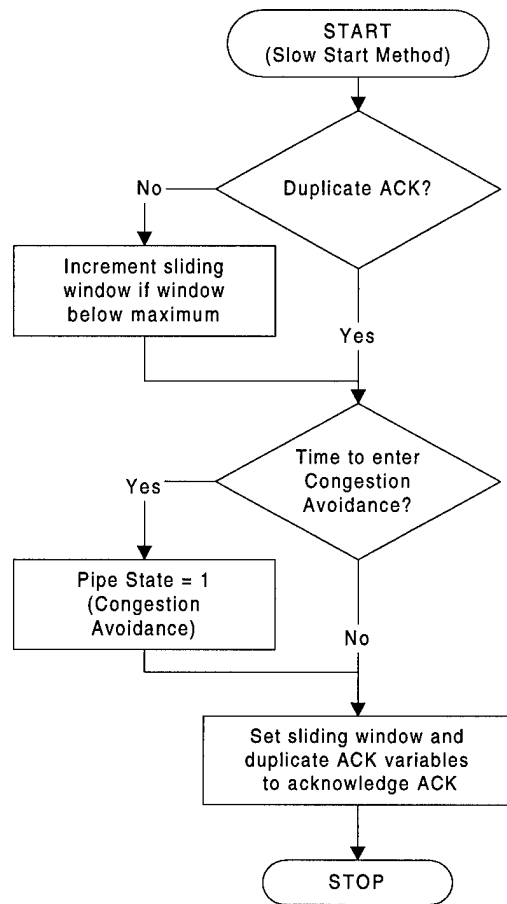 START
(Slow Start Method)
Duplicate ACK?
No
Increment sliding
window if window
below maximum
Yes
Time to enter
Congestion
Avoidance?
Yes
Pipe State = 1
(Congestion
Avoidance)
No
Set sliding window and
duplicate ACK variables
to acknowledge ACK
STOP